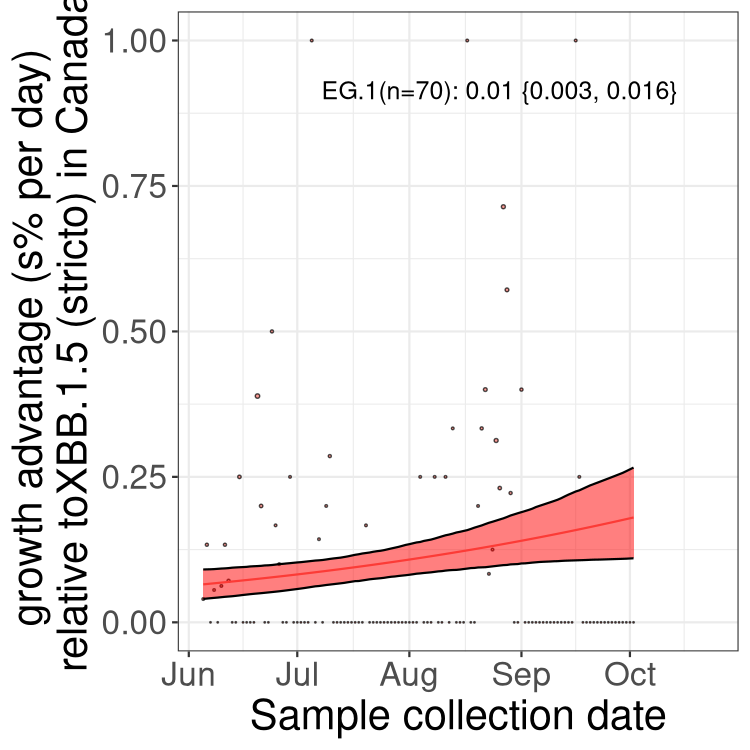 growth advantage (s% per day)
relative toXBB.1.5 (stricto) in Canada
1.00
0.75
0.50
0.25
0.00
EG.1(n=70): 0.01 {0.003, 0.016}
Jun Jul Aug Sep Oct
Sample collection date